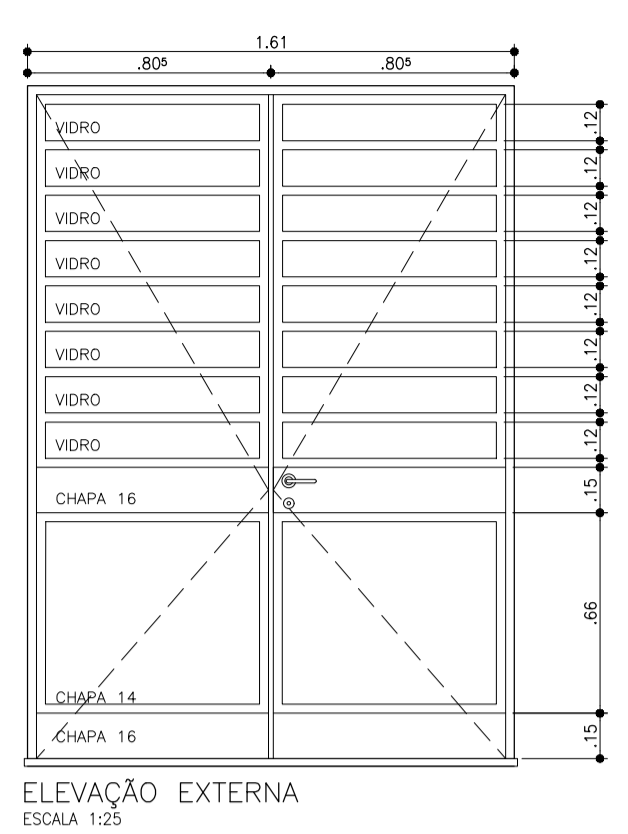 1.61
.80⁵ .80⁵
VIDRO .12
VIDRO .12
VIDRO .12
VIDRO .12
VIDRO .12
VIDRO .12
VIDRO .12
VIDRO .12
CHAPA 16 .15
.66
CHAPA 14
CHAPA 16 .15
ELEVAÇÃO EXTERNA
ESCALA 1:25